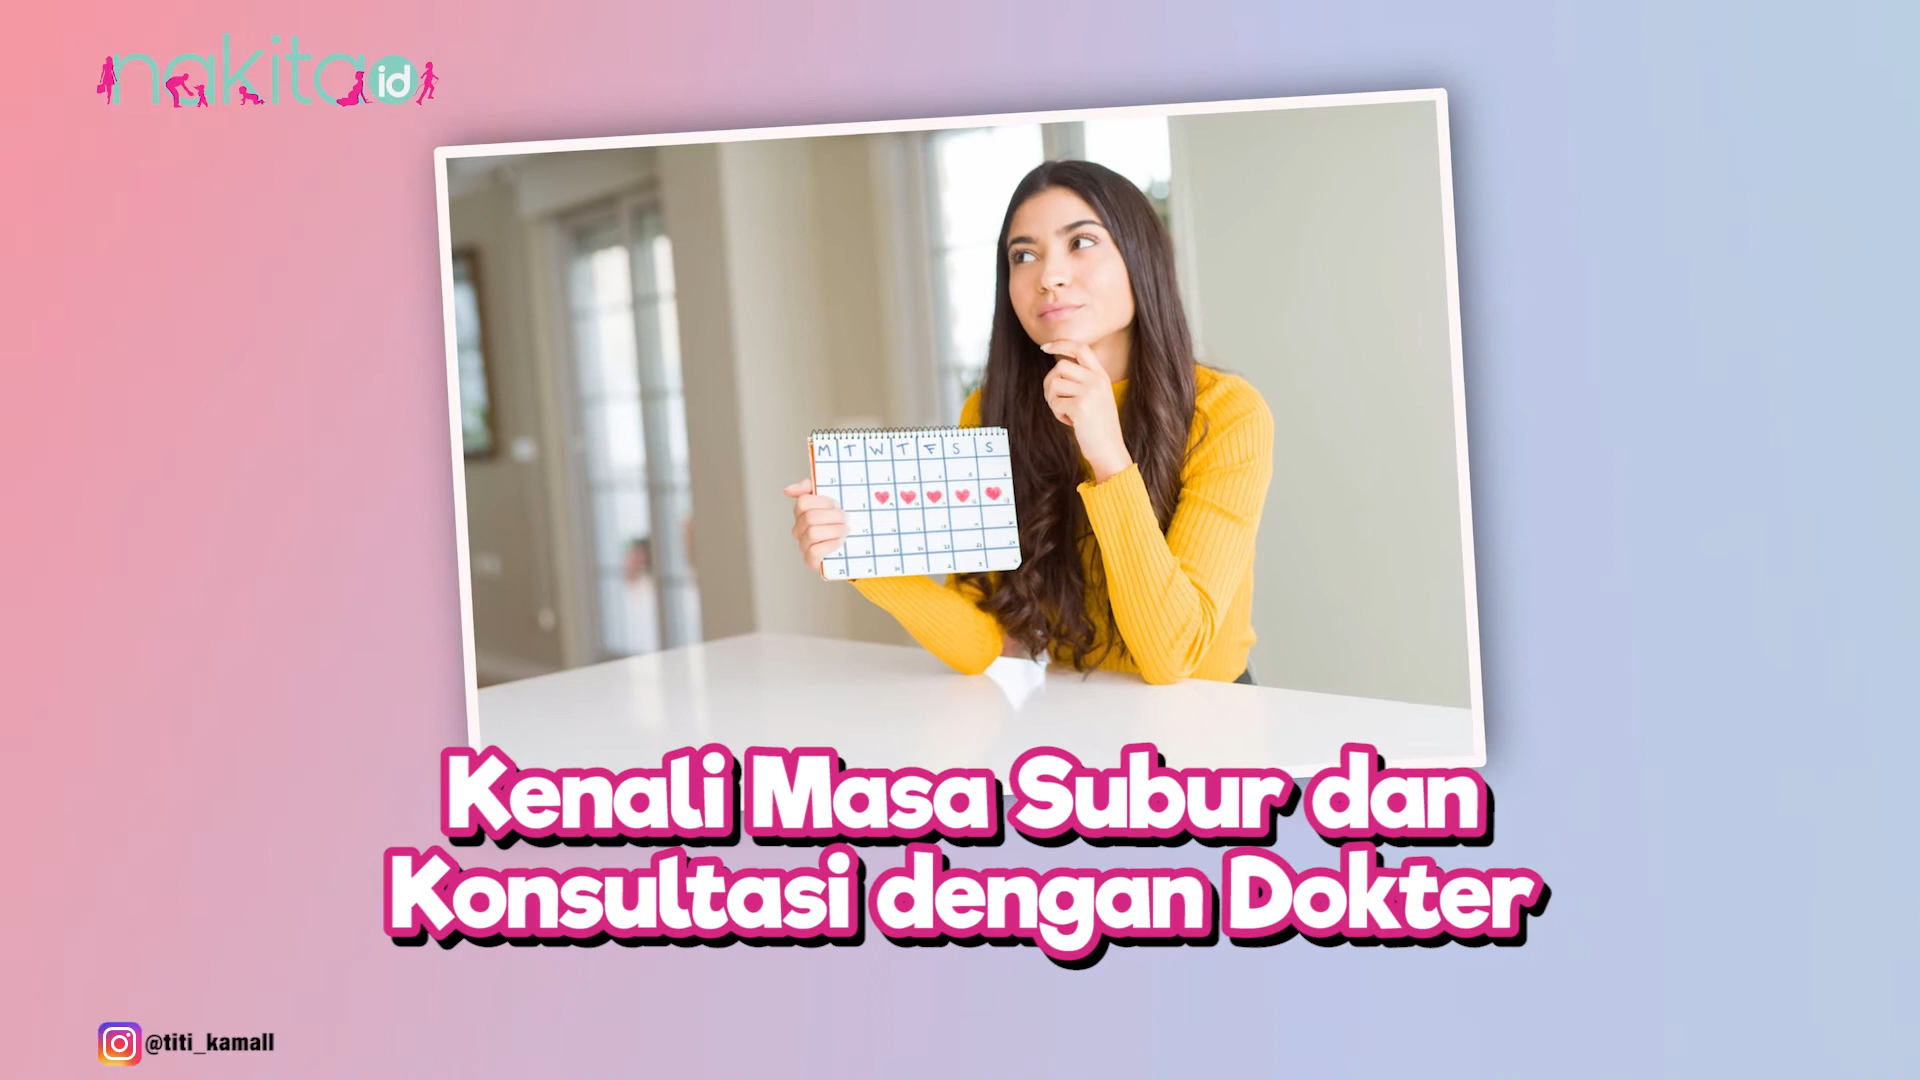 nakita id
M T W T F S S
Kenali Masa Subur dan
Konsultasi dengan Dokter
@titi_kamall